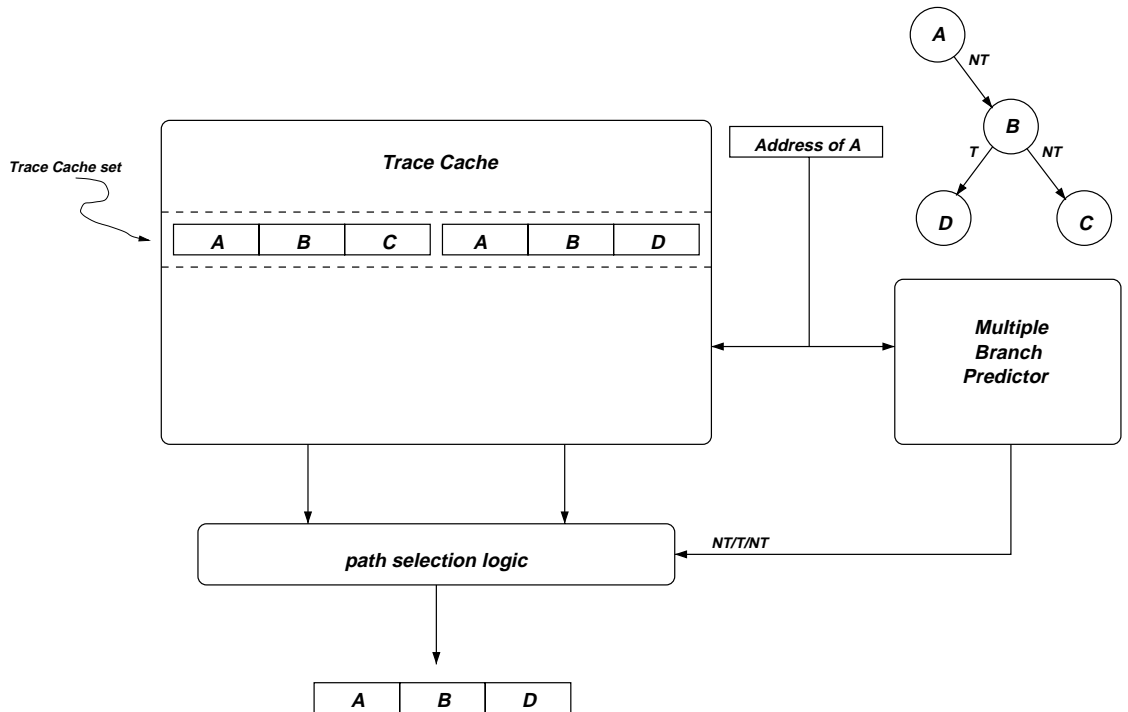 A
NT
B
T
NT
D
C
Address of A
Trace Cache
Trace Cache set
A B C A B D
Multiple
Branch
Predictor
NT/T/NT
path selection logic
A B D